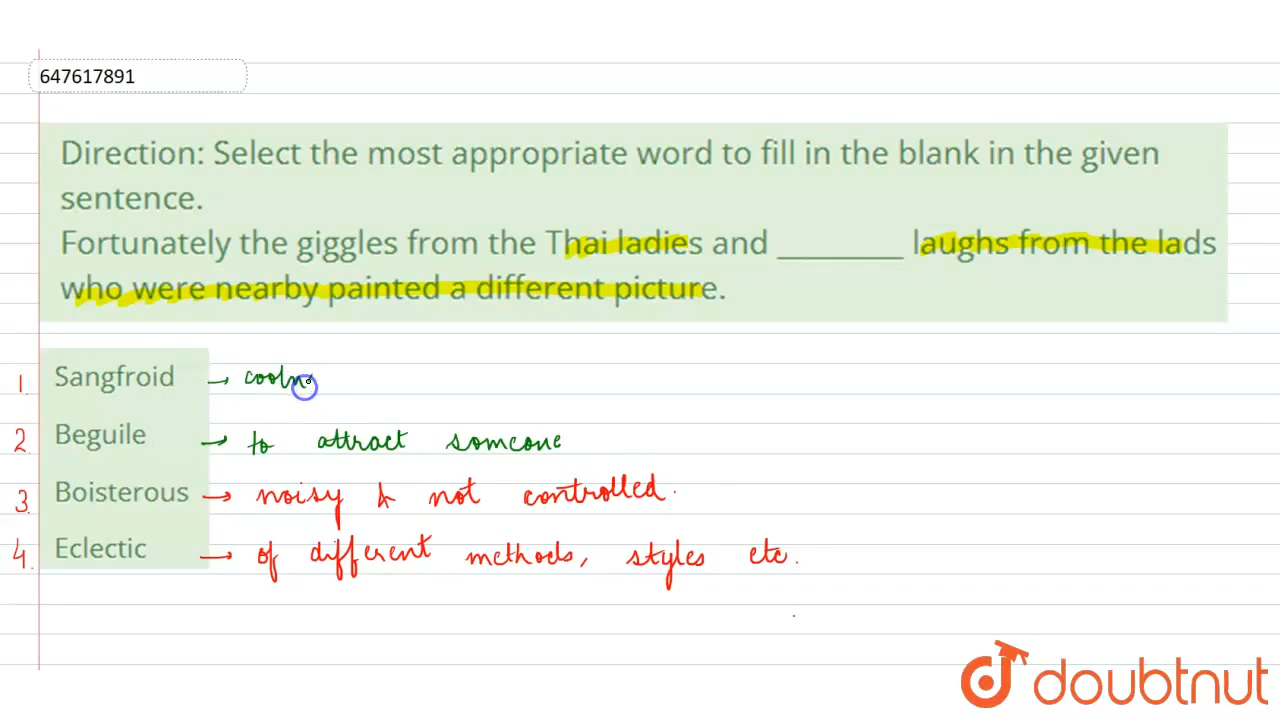 647617891
Direction: Select the most appropriate word to fill in the blank in the given
sentence.
Fortunately the giggles from the Thai ladies and _________ laughs from the lads
who were nearby painted a different picture.
1. Sangfroid → cooln
2. Beguile → to attract someone
3. Boisterous → noisy & not controlled.
4. Eclectic → of different methods, styles etc.
doubtnut